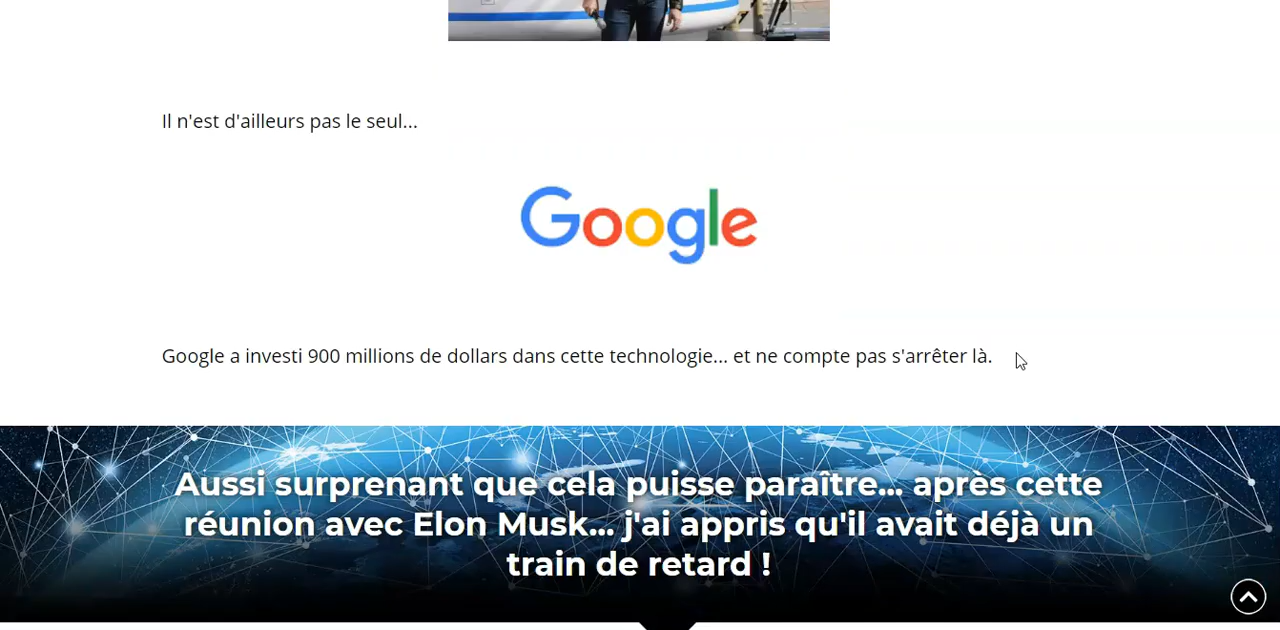 Il n'est d'ailleurs pas le seul...
Google
Google a investi 900 millions de dollars dans cette technologie... et ne compte pas s'arrêter là.
Aussi surprenant que cela puisse paraître... après cette
réunion avec Elon Musk... j'ai appris qu'il avait déjà un
train de retard !